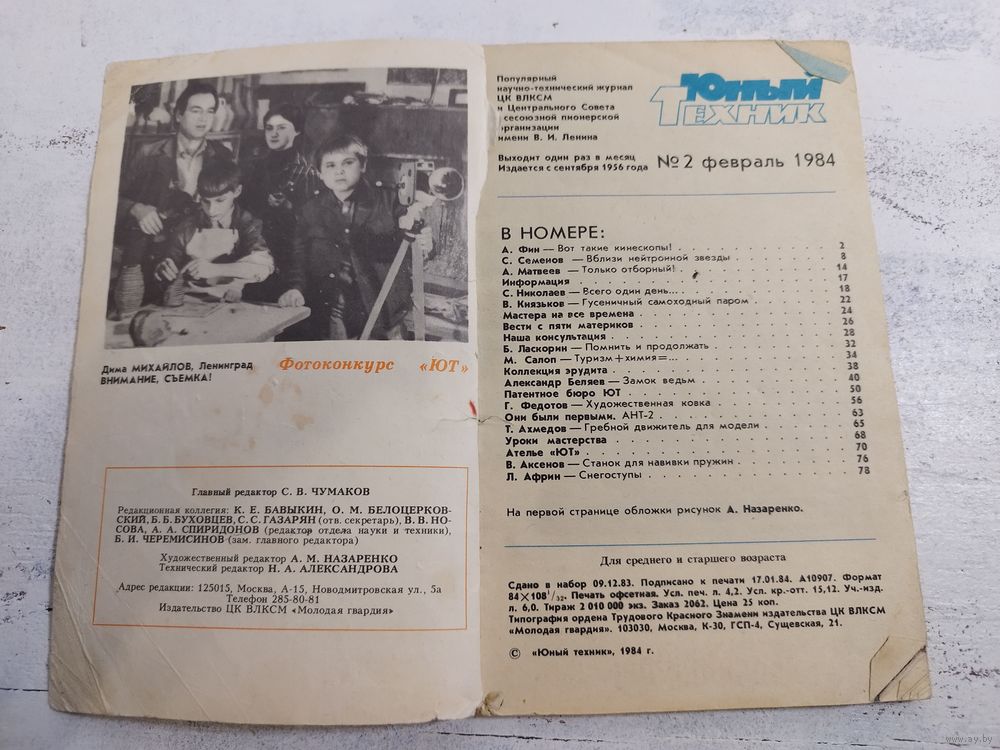 Дима МИХАЙЛОВ, Ленинград
ВНИМАНИЕ, СЪЕМКА!
Фотоконкурс «ЮТ»
Главный редактор С. В. ЧУМАКОВ
Редакционная коллегия: К. Е. БАВЫКИН, О. М. БЕЛОЦЕРКОВ-
СКИЙ, Б. Б. БУХОВЦЕВ, С. С. ГАЗАРЯН (отв. секретарь), В. В. НО-
СОВА, А. А. СПИРИДОНОВ (редактор отдела науки и техники),
Б. И. ЧЕРЕМИСИНОВ (зам. главного редактора)
Художественный редактор А. М. НАЗАРЕНКО
Технический редактор Н. А. АЛЕКСАНДРОВА
Адрес редакции: 125015, Москва, А-15, Новодмитровская ул., 5а
Телефон 285-80-81
Издательство ЦК ВЛКСМ «Молодая гвардия»
Популярный
научно-технический журнал
ЦК ВЛКСМ
и Центрального Совета
сесоюзной пионерской
организации
имени В. И. Ленина
Выходит один раз в месяц
Издается с сентября 1956 года
Юный
Техник
№ 2 февраль 1984
В НОМЕРЕ:
А. Фин — Вот такие кинескопы! 2
С. Семенов — Вблизи нейтронной звезды 8
А. Матвеев — Только отборный! 14
Информация 17
С. Николаев — Всего один день... 18
В. Князьков — Гусеничный самоходный паром 22
Мастера на все времена 24
Вести с пяти материков 26
Наша консультация 28
Б. Ласкорин — Помнить и продолжать 32
М. Салоп — Туризм+химия=... 34
Коллекция эрудита 38
Александр Беляев — Замок ведьм 40
Патентное бюро ЮТ 50
Г. Федотов — Художественная ковка 56
Они были первыми. АНТ-2 63
Т. Ахмедов — Гребной движитель для модели 65
Уроки мастерства 68
Ателье «ЮТ» 70
В. Аксенов — Станок для навивки пружин 76
Л. Африн — Снегоступы 78
На первой странице обложки рисунок А. Назаренко.
Для среднего и старшего возраста
Сдано в набор 09.12.83. Подписано к печати 17.01.84. А10907. Формат
84×108 1/32. Печать офсетная. Усл. печ. л. 4,2. Усл. кр.-отт. 15,12. Уч.-изд.
л. 6,0. Тираж 2 010 000 экз. Заказ 2062. Цена 25 коп.
Типография ордена Трудового Красного Знамени издательства ЦК ВЛКСМ
«Молодая гвардия». 103030, Москва, К-30, ГСП-4, Сущевская, 21.
© «Юный техник», 1984 г.
www.ay.by